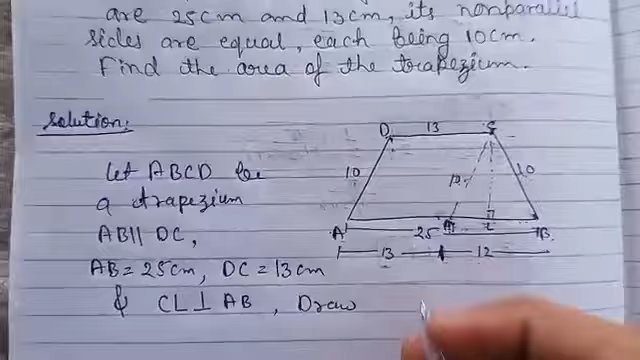 are 25cm and 13cm, its nonparallel
sides are equal, each being 10cm.
Find the area of the trapezium.
Solution:
Let ABCD be
a trapezium
AB || DC,
AB = 25cm, DC = 13cm
& CL ⊥ AB, Draw
D 13 C
10 10 10
A 25 M L B
13 12